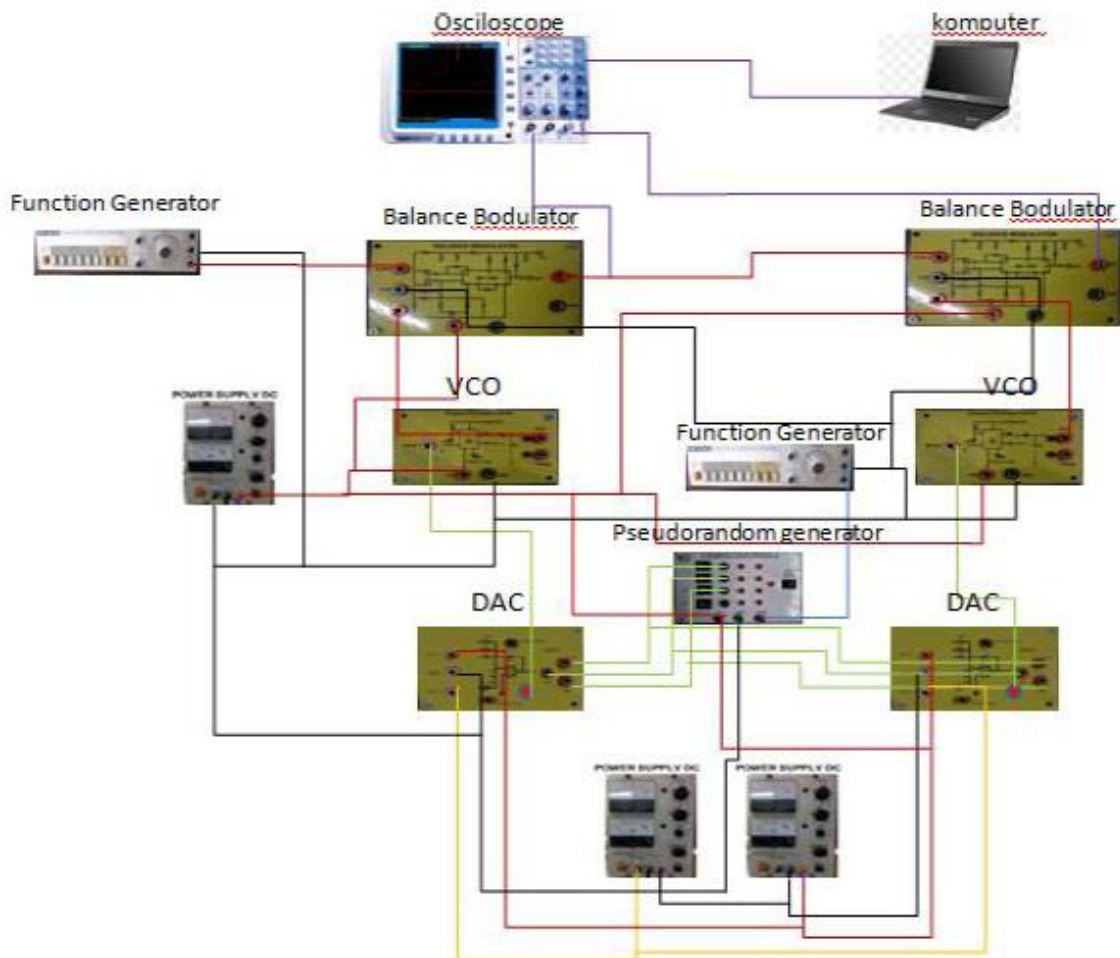 Osciloscope
komputer
Function Generator
Balance Bodulator
Balance Bodulator
POWER SUPPLY DC
VCO
VCO
Function Generator
Pseudorandom generator
DAC
DAC
POWER SUPPLY DC
POWER SUPPLY DC